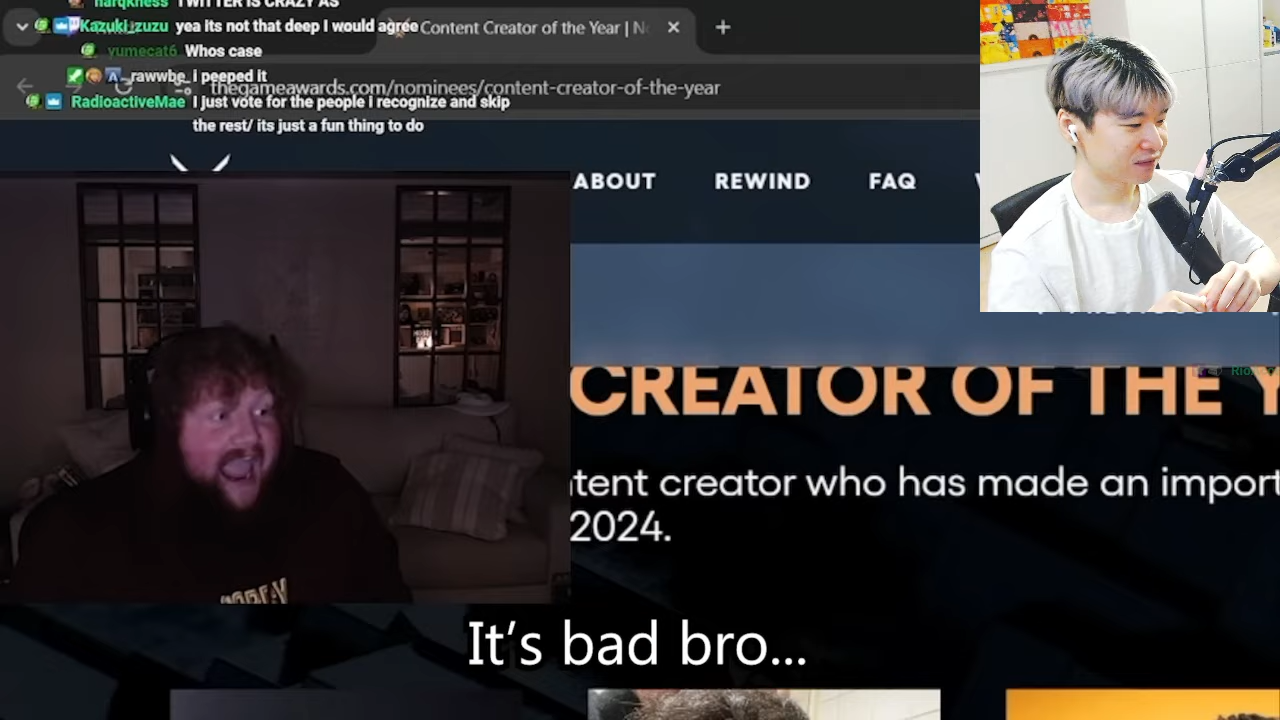 harqkness TWITTER IS CRAZY AS
Kazuki_zuzu yea its not that deep I would agree
yumecat6 Whos case
_rawwbe_ i peeped it
RadioactiveMae I just vote for the people i recognize and skip
the rest/ its just a fun thing to do
Content Creator of the Year | N
thegameawards.com/nominees/content-creator-of-the-year
ABOUT REWIND FAQ
CREATOR OF THE Y
tent creator who has made an import
2024.
It's bad bro...